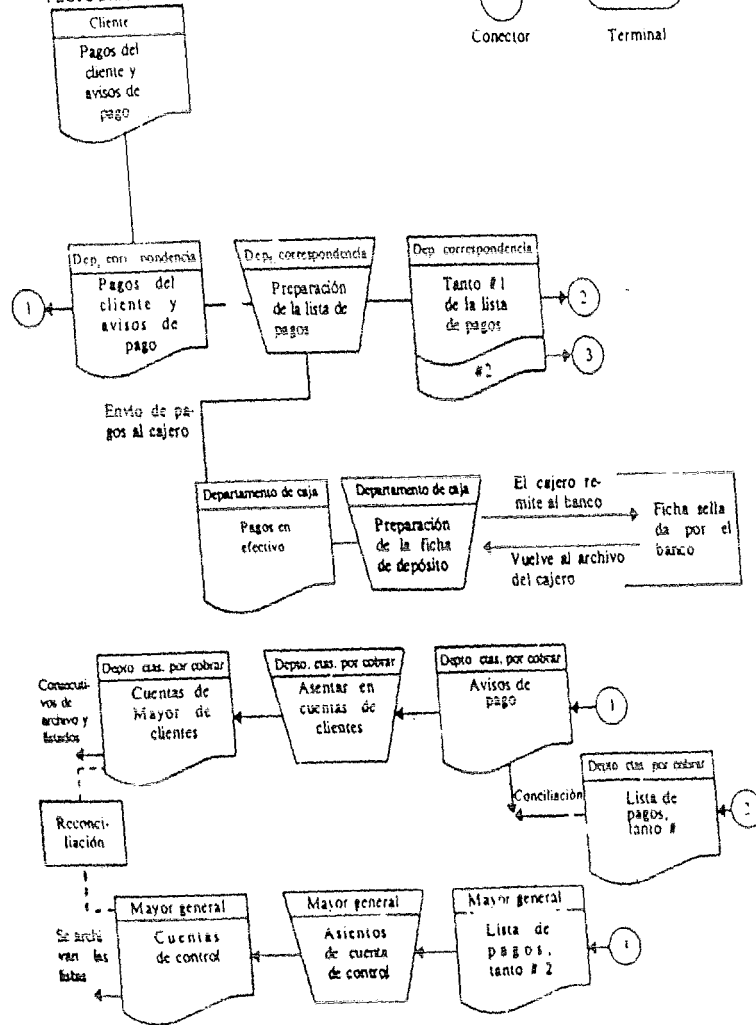 Cliente
Pagos del
cliente y
avisos de
pago
Conector
Terminal
Pagos del
cliente y
avisos de
pago
1
Dep. correspondencia
Preparación
de la lista de
pagos
Dep. correspondencia
Tanto #1
de la lista
de pagos
#2
2
3
Envío de pa-
gos al cajero
Departamento de caja
Pagos en
efectivo
Departamento de caja
Preparación
de la ficha
de depósito
El cajero re-
mite al banco
Vuelve al archivo
del cajero
Ficha sella
da por el
banco
Depto ctas. por cobrar
Cuentas de
Mayor de
clientes
Depto. ctas. por cobrar
Asentar en
cuentas de
clientes
Depto ctas. por cobrar
Avisos de
pago
1
Consecuti-
vos de
archivo y
listados
Conciliación
Depto ctas por cobrar
Lista de
pagos,
tanto #
2
Reconci-
liación
Mayor general
Cuentas
de control
Mayor general
Asientos
de cuenta
de control
Mayor general
Lista de
pagos,
tanto # 2
Se archi
van las
listas